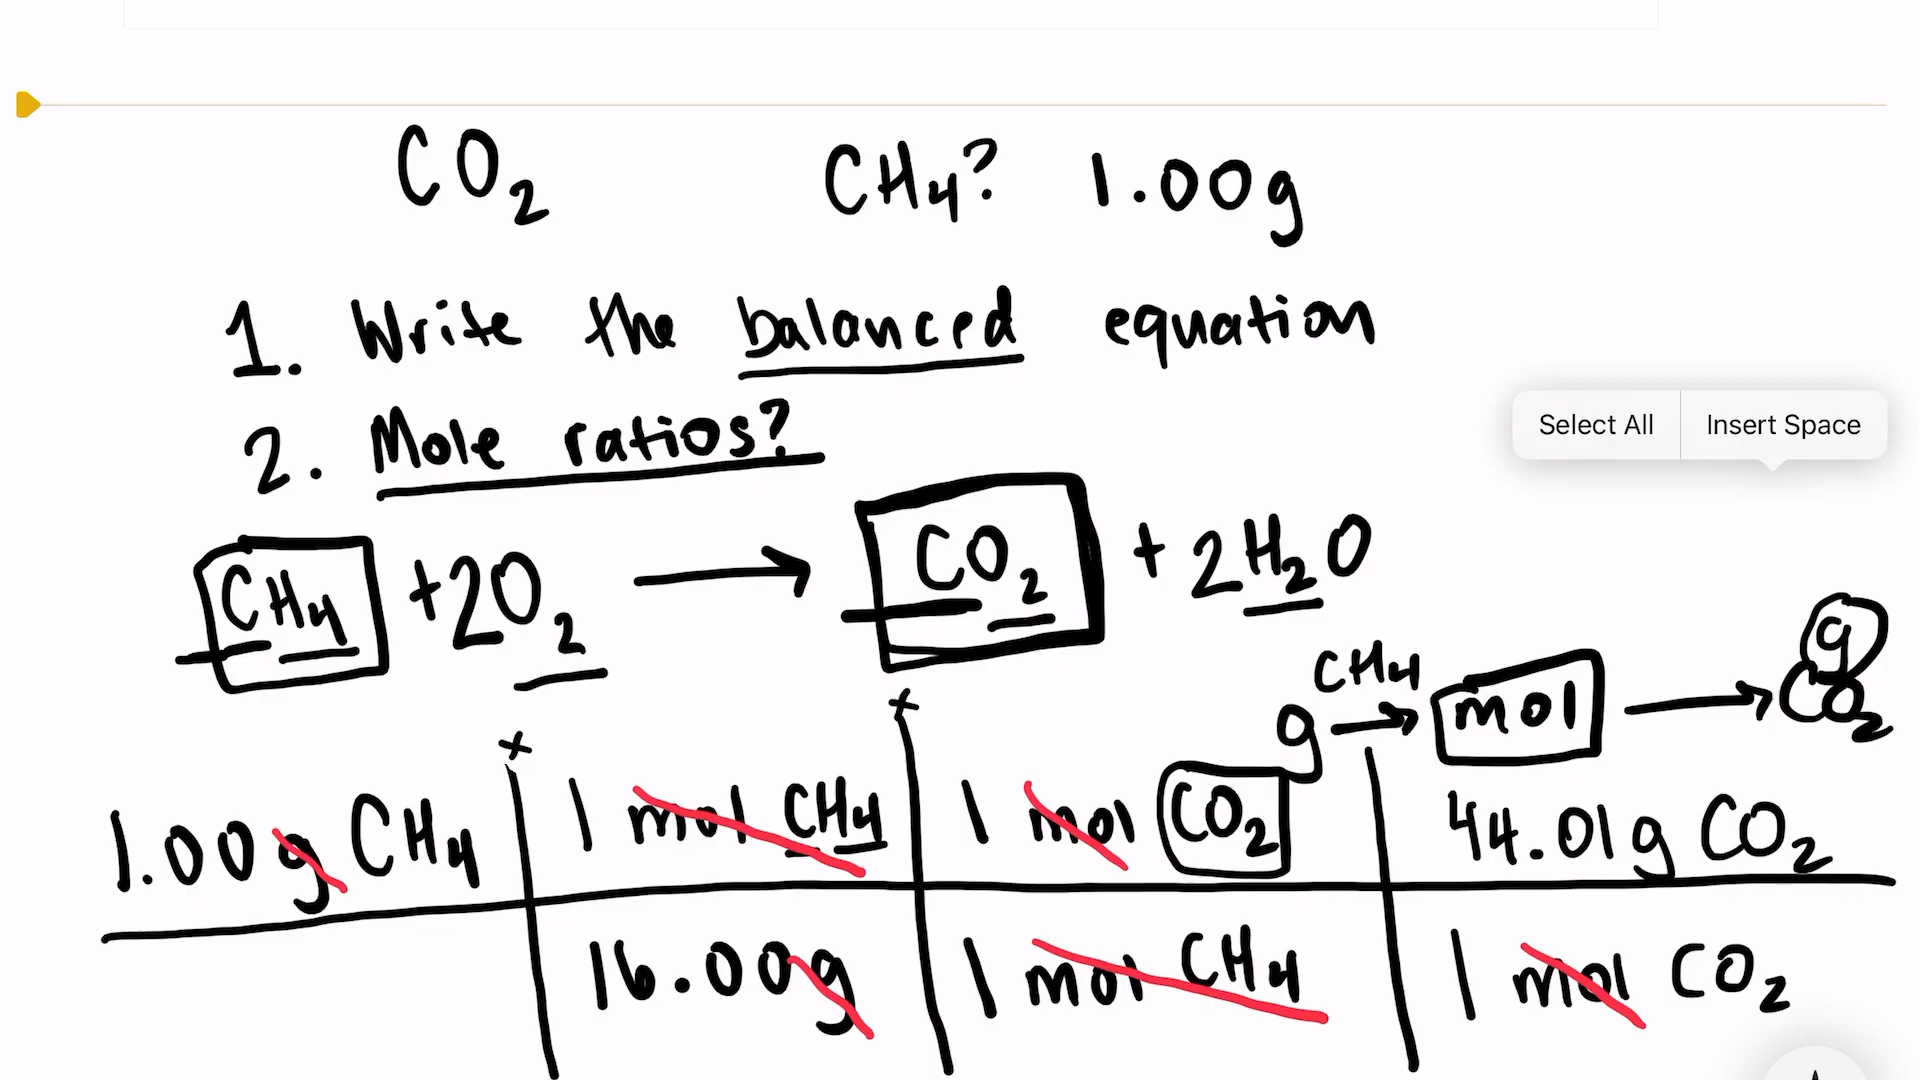 CO₂ CH₄? 1.00g
1. Write the balanced equation
Select All Insert Space
2. Mole ratios?
CH₄ + 2O₂ → CO₂ + 2H₂O
g CH₄ → mol → g CO₂
1.00g CH₄ × 1 mol CH₄ × 1 mol CO₂ 44.01g CO₂
16.00g 1 mol CH₄ 1 mol CO₂